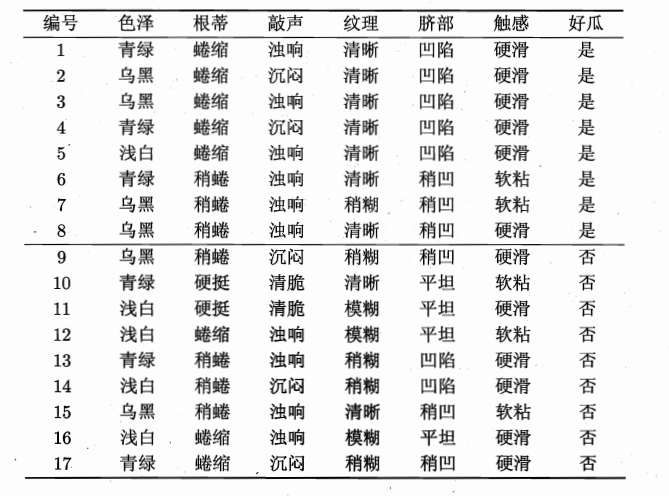 编号 色泽 根蒂 敲声 纹理 脐部 触感 好瓜
1 青绿 蜷缩 浊响 清晰 凹陷 硬滑 是
2 乌黑 蜷缩 沉闷 清晰 凹陷 硬滑 是
3 乌黑 蜷缩 浊响 清晰 凹陷 硬滑 是
4 青绿 蜷缩 沉闷 清晰 凹陷 硬滑 是
5 浅白 蜷缩 浊响 清晰 凹陷 硬滑 是
6 青绿 稍蜷 浊响 清晰 稍凹 软粘 是
7 乌黑 稍蜷 浊响 稍糊 稍凹 软粘 是
8 乌黑 稍蜷 浊响 清晰 稍凹 硬滑 是
9 乌黑 稍蜷 沉闷 稍糊 稍凹 硬滑 否
10 青绿 硬挺 清脆 清晰 平坦 软粘 否
11 浅白 硬挺 清脆 模糊 平坦 硬滑 否
12 浅白 蜷缩 浊响 模糊 平坦 软粘 否
13 青绿 稍蜷 浊响 稍糊 凹陷 硬滑 否
14 浅白 稍蜷 沉闷 稍糊 凹陷 硬滑 否
15 乌黑 稍蜷 浊响 清晰 稍凹 软粘 否
16 浅白 蜷缩 浊响 模糊 平坦 硬滑 否
17 青绿 蜷缩 沉闷 稍糊 稍凹 硬滑 否